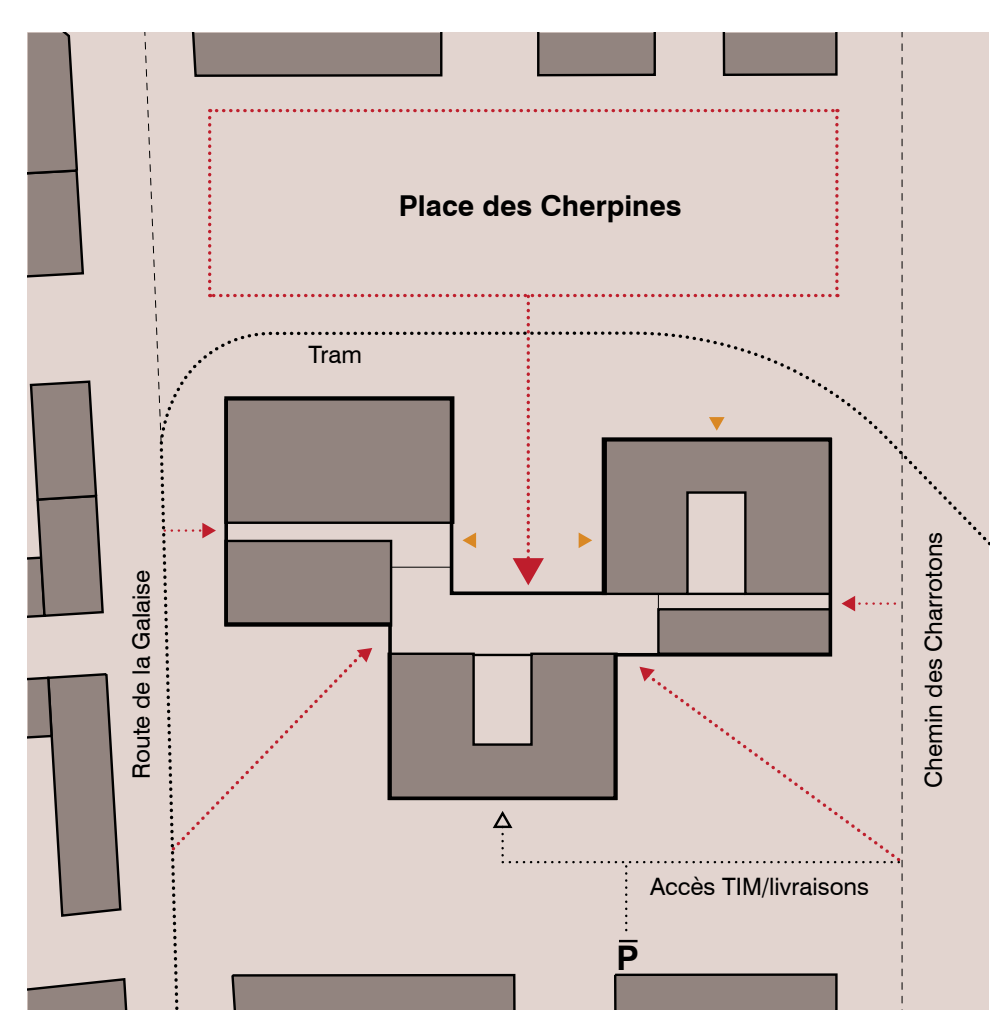 Place des Cherpines
Tram
Route de la Galaise
Chemin des Charrotons
Accès TIM/livraisons
P̅